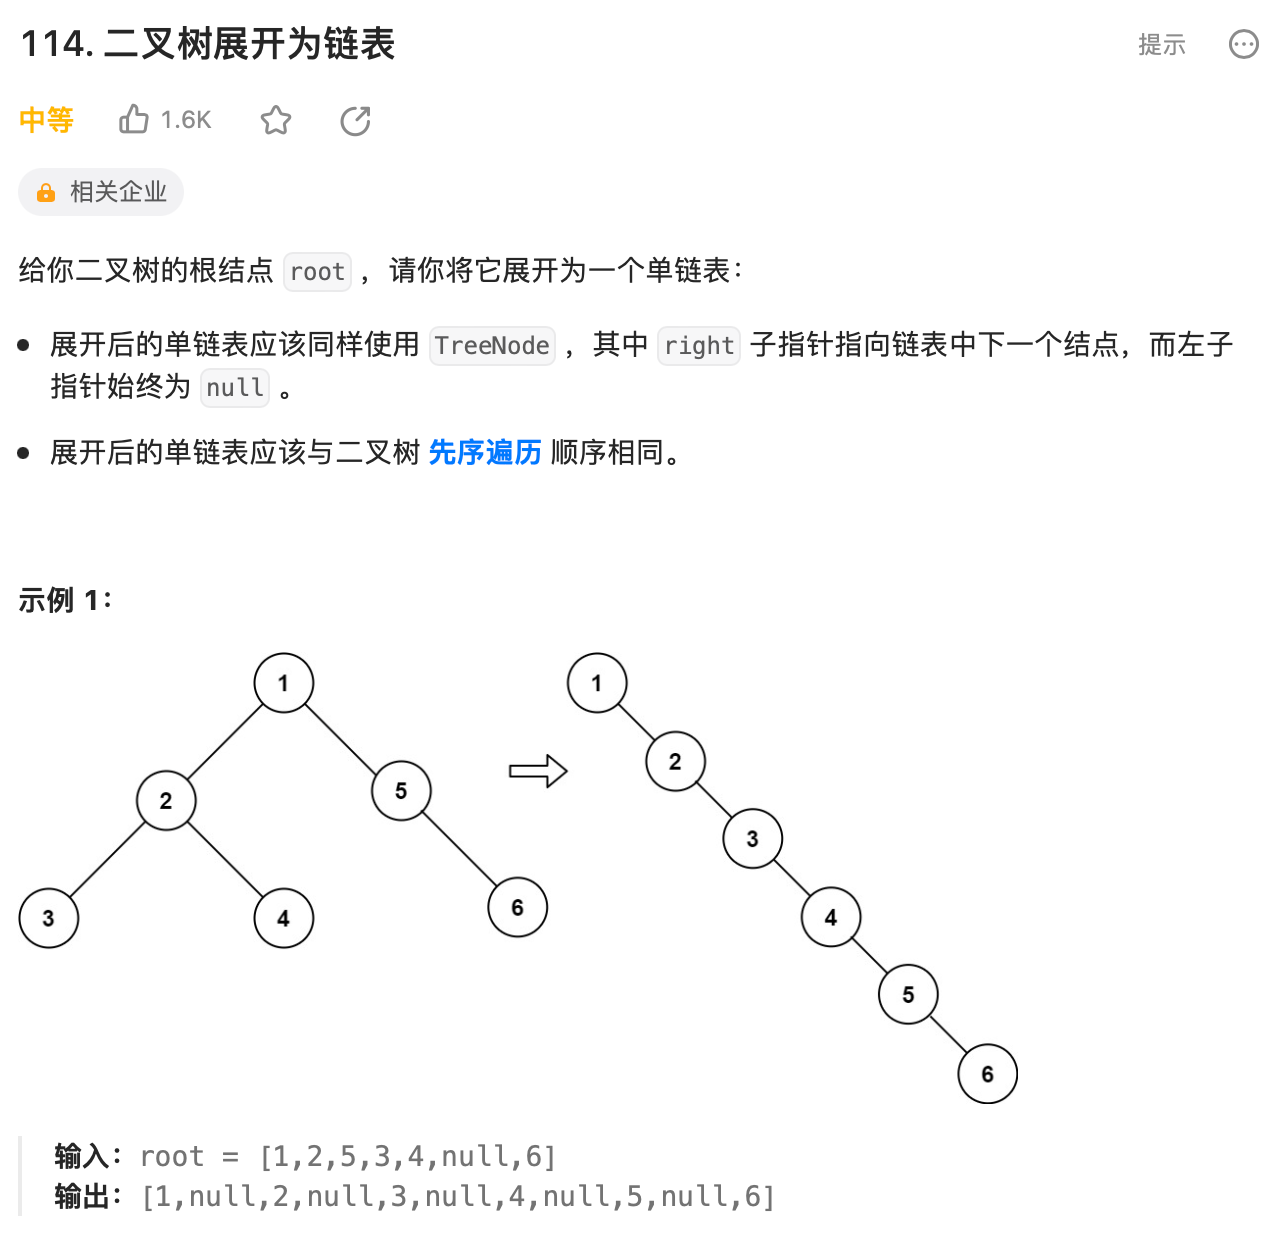 114. 二叉树展开为链表
提示
中等
1.6K
相关企业
给你二叉树的根结点 root ，请你将它展开为一个单链表：
展开后的单链表应该同样使用 TreeNode ，其中 right 子指针指向链表中下一个结点，而左子
指针始终为 null 。
展开后的单链表应该与二叉树 先序遍历 顺序相同。
示例 1：
1
1
2
5
2
3
4
6
3
4
5
6
输入：root = [1,2,5,3,4,null,6]
输出：[1,null,2,null,3,null,4,null,5,null,6]